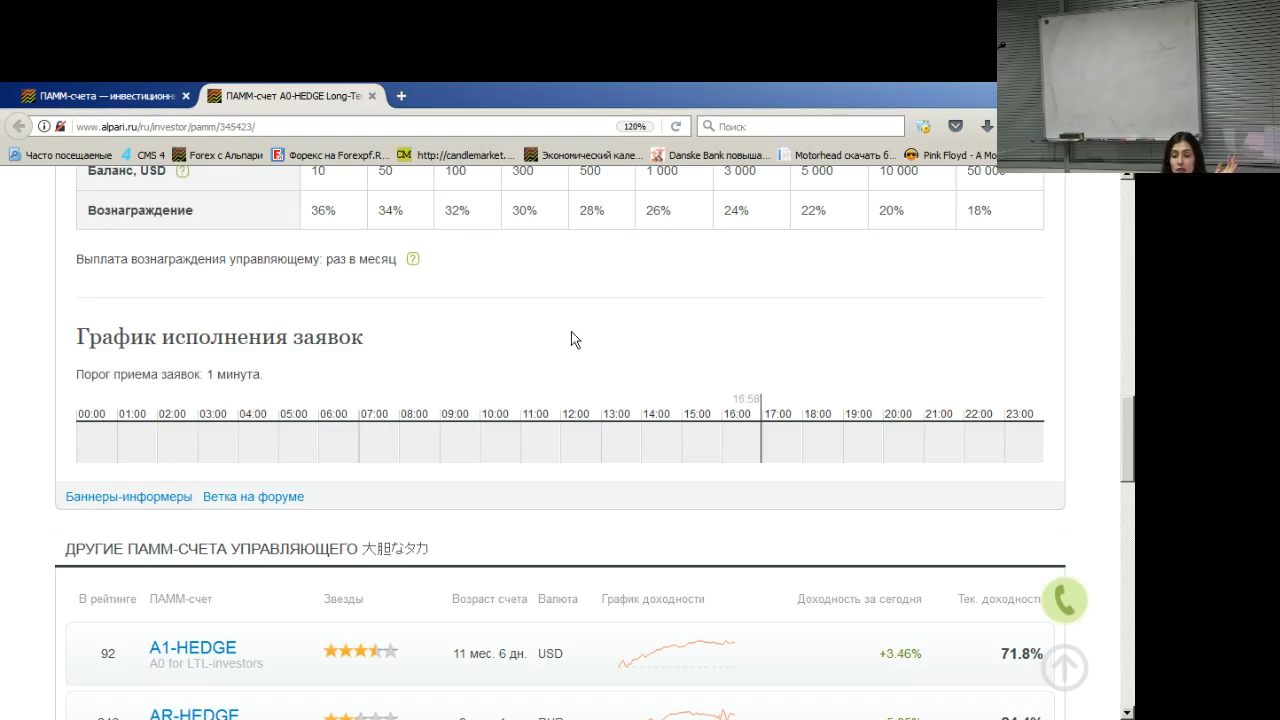 ПАММ-счета — инвестиционн
ПАММ-счет A0-HEDGE Long-Te
www.alpari.ru/ru/investor/pamm/345423/
120%
Поиск
Часто посещаемые
CMS 4
Forex с Альпари
Форекс на Forexpf.R...
http://candlemarket....
Экономический кале...
Danske Bank повыша...
Motorhead скачать б...
Pink Floyd - A Mo
Баланс, USD ? 10 50 100 300 500 1 000 3 000 5 000 10 000 50 000
Вознаграждение 36% 34% 32% 30% 28% 26% 24% 22% 20% 18%
Выплата вознаграждения управляющему: раз в месяц ?
График исполнения заявок
Порог приема заявок: 1 минута.
16:58
00:00 01:00 02:00 03:00 04:00 05:00 06:00 07:00 08:00 09:00 10:00 11:00 12:00 13:00 14:00 15:00 16:00 17:00 18:00 19:00 20:00 21:00 22:00 23:00
Баннеры-информеры Ветка на форуме
ДРУГИЕ ПАММ-СЧЕТА УПРАВЛЯЮЩЕГО 大胆なタカ
В рейтинге ПАММ-счет Звезды Возраст счета Валюта График доходности Доходность за сегодня Тек. доходность
92 A1-HEDGE 11 мес. 6 дн. USD +3.46% 71.8%
A0 for LTL-investors
AR-HEDGE